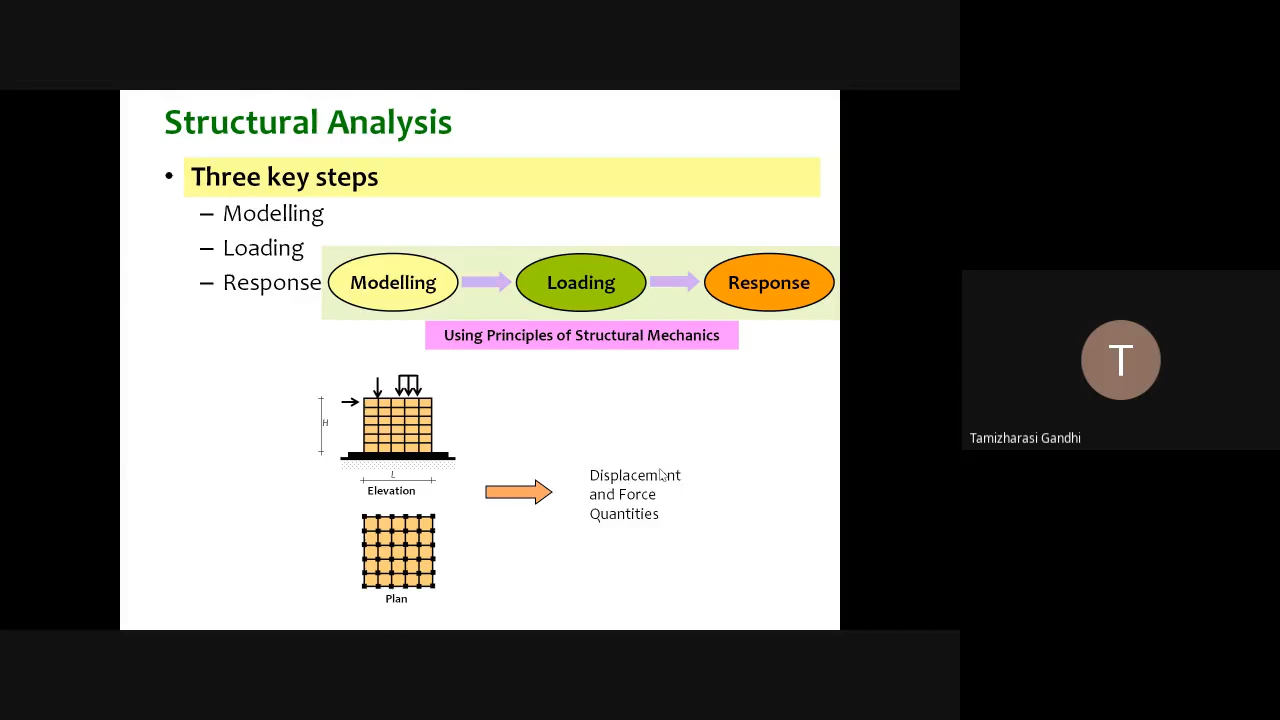 Structural Analysis
• Three key steps
– Modelling
– Loading
– Response
Modelling
Loading
Response
Using Principles of Structural Mechanics
H
L
Elevation
Displacement
and Force
Quantities
Plan
T
Tamizharasi Gandhi